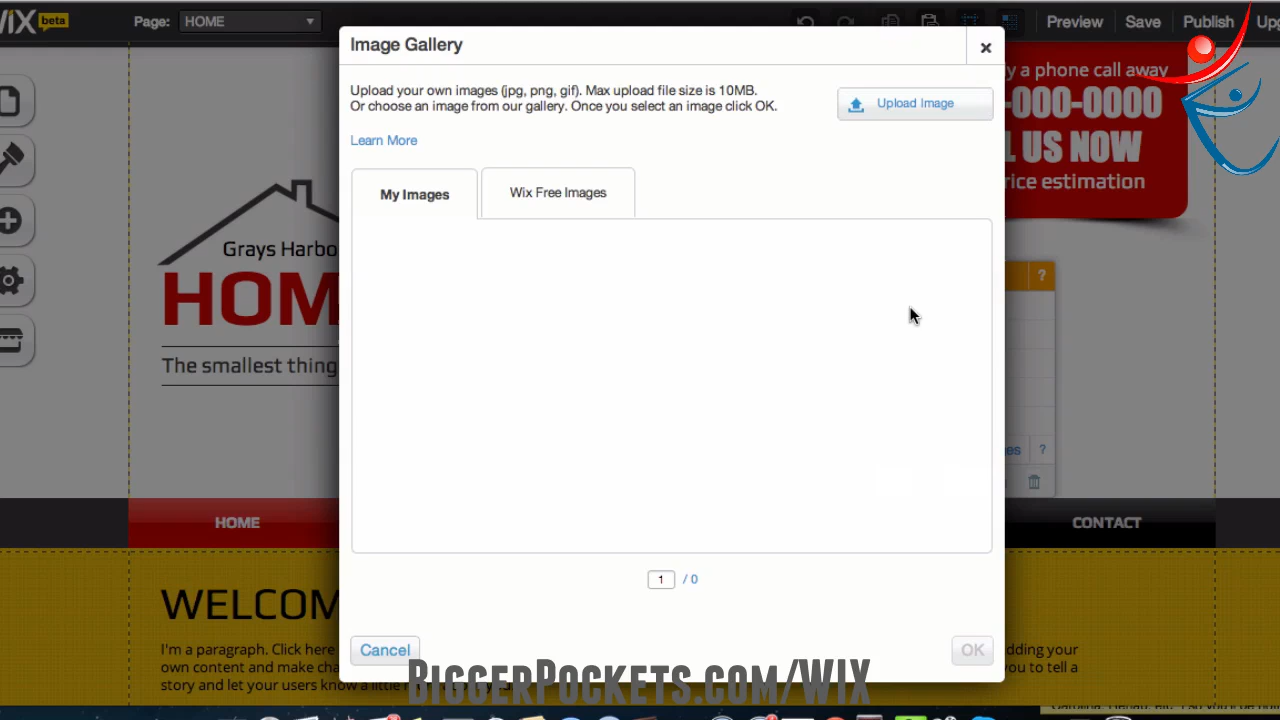 WIX beta
Page: HOME
Preview Save Publish Upg
Image Gallery
Upload your own images (jpg, png, gif). Max upload file size is 10MB.
Or choose an image from our gallery. Once you select an image click OK.
Upload Image
Learn More
My Images
Wix Free Images
y a phone call away
-000-0000
L US NOW
rice estimation
Grays Harbo
HOM
The smallest thing
?
es ?
HOME
CONTACT
1 / 0
WELCOM
I'm a paragraph. Click here
own content and make cha
story and let your users know a little
dding your
ou to tell a
Cancel
OK
BiggerPockets.com/WIX